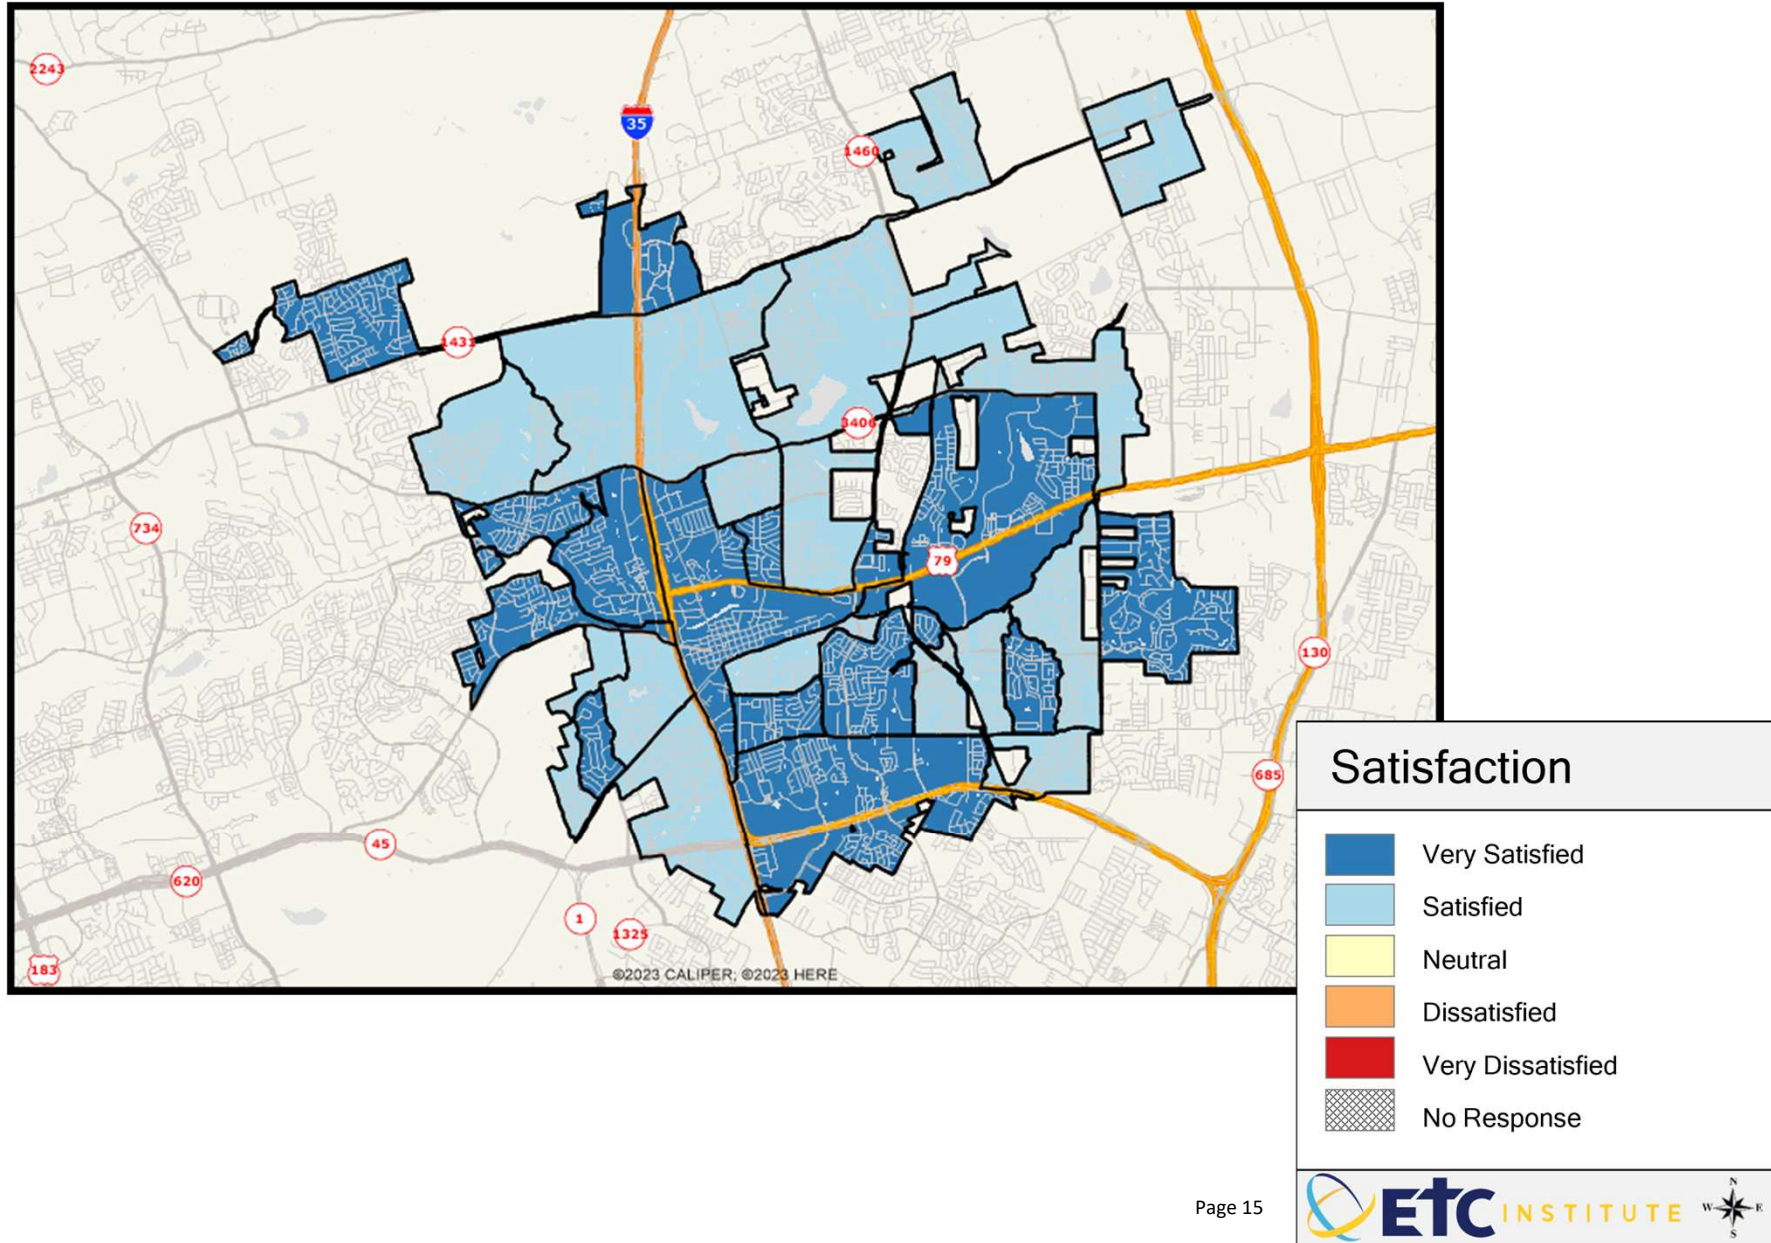 2243
35
1460
1431
3406
734
79
130
685
45
620
1
1325
183
©2023 CALIPER; ©2023 HERE
Satisfaction
Very Satisfied
Satisfied
Neutral
Dissatisfied
Very Dissatisfied
No Response
Page 15
ETC INSTITUTE
N
W E
S